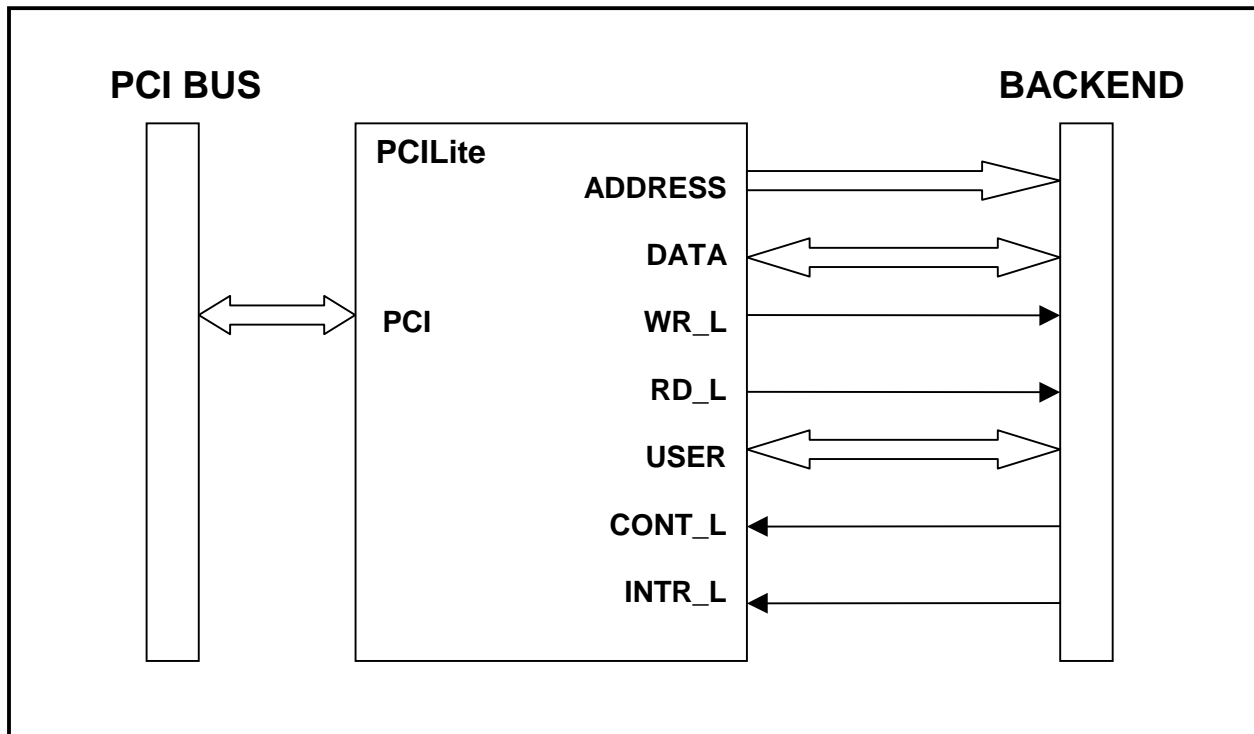 PCI BUS
BACKEND
PCILite
ADDRESS
DATA
PCI
WR_L
RD_L
USER
CONT_L
INTR_L